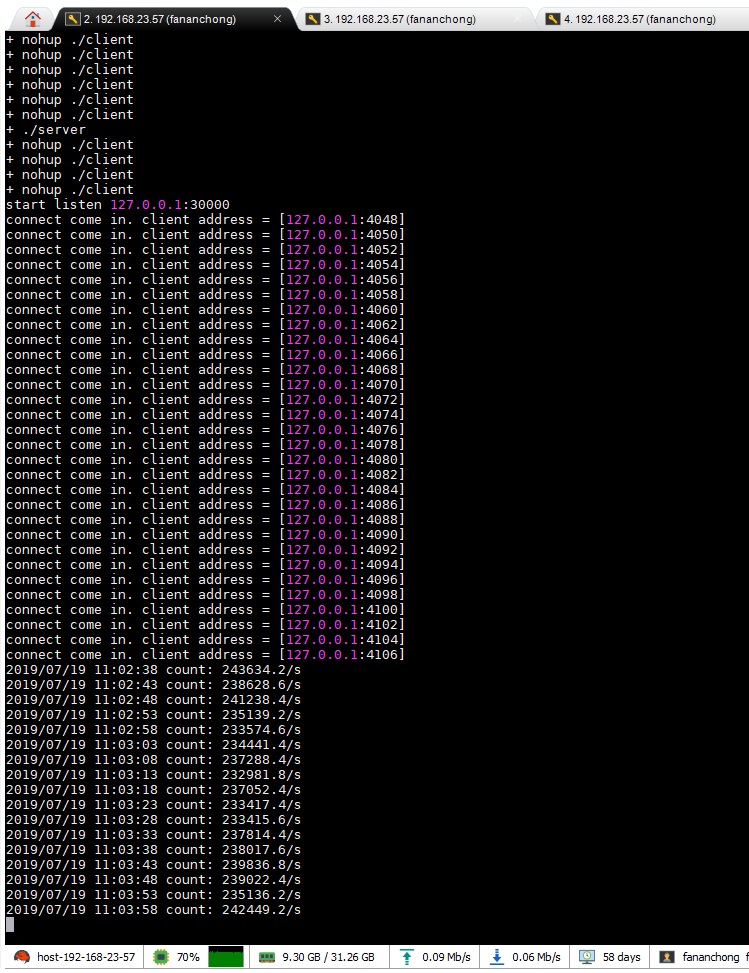 2. 192.168.23.57 (fananchong)
3. 192.168.23.57 (fananchong)
4. 192.168.23.57 (fananchong)
+ nohup ./client
+ nohup ./client
+ nohup ./client
+ nohup ./client
+ nohup ./client
+ nohup ./client
+ ./server
+ nohup ./client
+ nohup ./client
+ nohup ./client
+ nohup ./client
start listen 127.0.0.1:30000
connect come in. client address = [127.0.0.1:4048]
connect come in. client address = [127.0.0.1:4050]
connect come in. client address = [127.0.0.1:4052]
connect come in. client address = [127.0.0.1:4054]
connect come in. client address = [127.0.0.1:4056]
connect come in. client address = [127.0.0.1:4058]
connect come in. client address = [127.0.0.1:4060]
connect come in. client address = [127.0.0.1:4062]
connect come in. client address = [127.0.0.1:4064]
connect come in. client address = [127.0.0.1:4066]
connect come in. client address = [127.0.0.1:4068]
connect come in. client address = [127.0.0.1:4070]
connect come in. client address = [127.0.0.1:4072]
connect come in. client address = [127.0.0.1:4074]
connect come in. client address = [127.0.0.1:4076]
connect come in. client address = [127.0.0.1:4078]
connect come in. client address = [127.0.0.1:4080]
connect come in. client address = [127.0.0.1:4082]
connect come in. client address = [127.0.0.1:4084]
connect come in. client address = [127.0.0.1:4086]
connect come in. client address = [127.0.0.1:4088]
connect come in. client address = [127.0.0.1:4090]
connect come in. client address = [127.0.0.1:4092]
connect come in. client address = [127.0.0.1:4094]
connect come in. client address = [127.0.0.1:4096]
connect come in. client address = [127.0.0.1:4098]
connect come in. client address = [127.0.0.1:4100]
connect come in. client address = [127.0.0.1:4102]
connect come in. client address = [127.0.0.1:4104]
connect come in. client address = [127.0.0.1:4106]
2019/07/19 11:02:38 count: 243634.2/s
2019/07/19 11:02:43 count: 238628.6/s
2019/07/19 11:02:48 count: 241238.4/s
2019/07/19 11:02:53 count: 235139.2/s
2019/07/19 11:02:58 count: 233574.6/s
2019/07/19 11:03:03 count: 234441.4/s
2019/07/19 11:03:08 count: 237288.4/s
2019/07/19 11:03:13 count: 232981.8/s
2019/07/19 11:03:18 count: 237052.4/s
2019/07/19 11:03:23 count: 233417.4/s
2019/07/19 11:03:28 count: 233415.6/s
2019/07/19 11:03:33 count: 237814.4/s
2019/07/19 11:03:38 count: 238017.6/s
2019/07/19 11:03:43 count: 239836.8/s
2019/07/19 11:03:48 count: 239022.4/s
2019/07/19 11:03:53 count: 235136.2/s
2019/07/19 11:03:58 count: 242449.2/s
host-192-168-23-57 70% 9.30 GB / 31.26 GB 0.09 Mb/s 0.06 Mb/s 58 days fananchong f